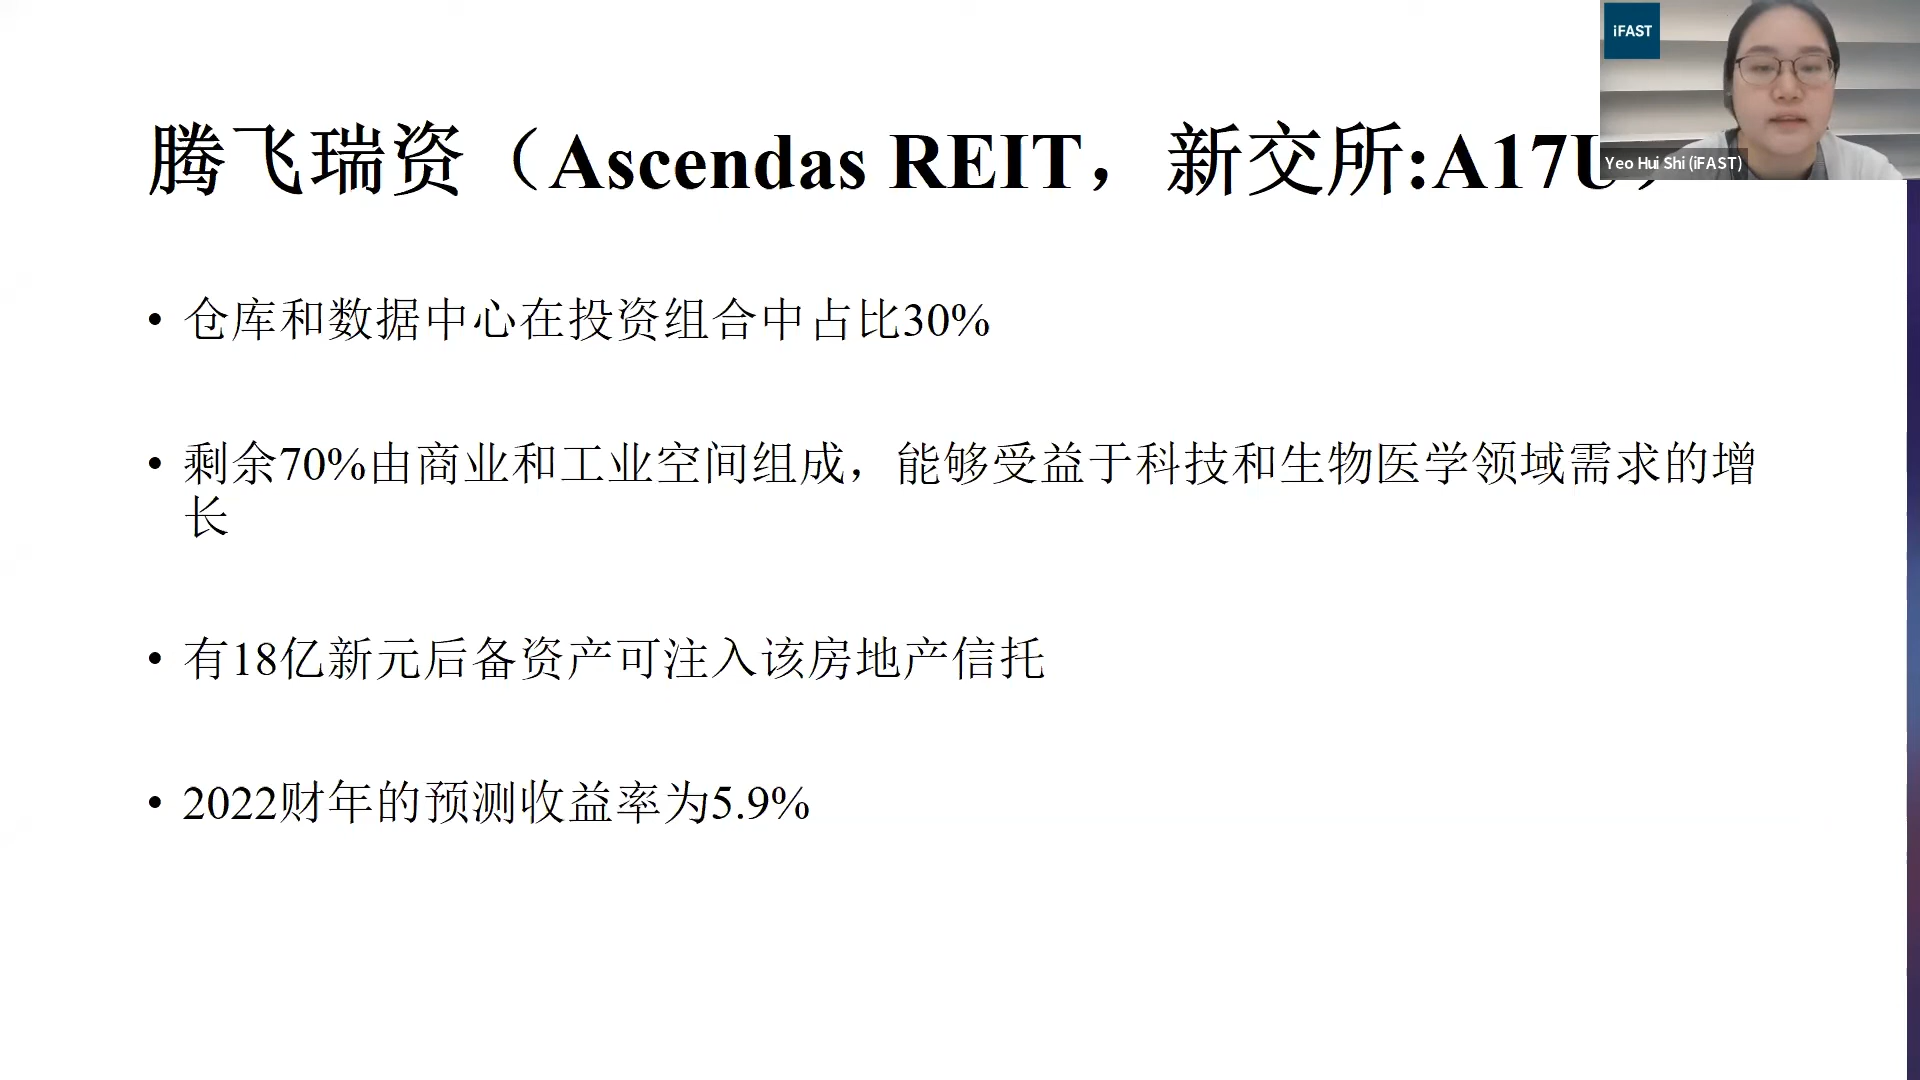 iFAST
腾飞瑞资（Ascendas REIT，新交所:A17U）
Yeo Hui Shi (iFAST)
• 仓库和数据中心在投资组合中占比30%
• 剩余70%由商业和工业空间组成，能够受益于科技和生物医学领域需求的增
长
• 有18亿新元后备资产可注入该房地产信托
• 2022财年的预测收益率为5.9%